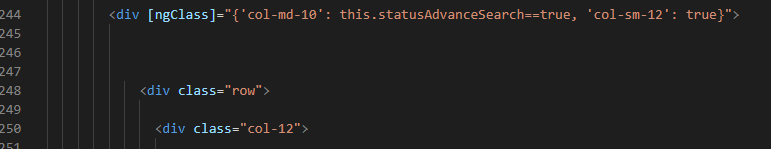 244 <div [ngClass]="{'col-md-10': this.statusAdvanceSearch==true, 'col-sm-12': true}">
245
246
247
248 <div class="row">
249
250 <div class="col-12">
251